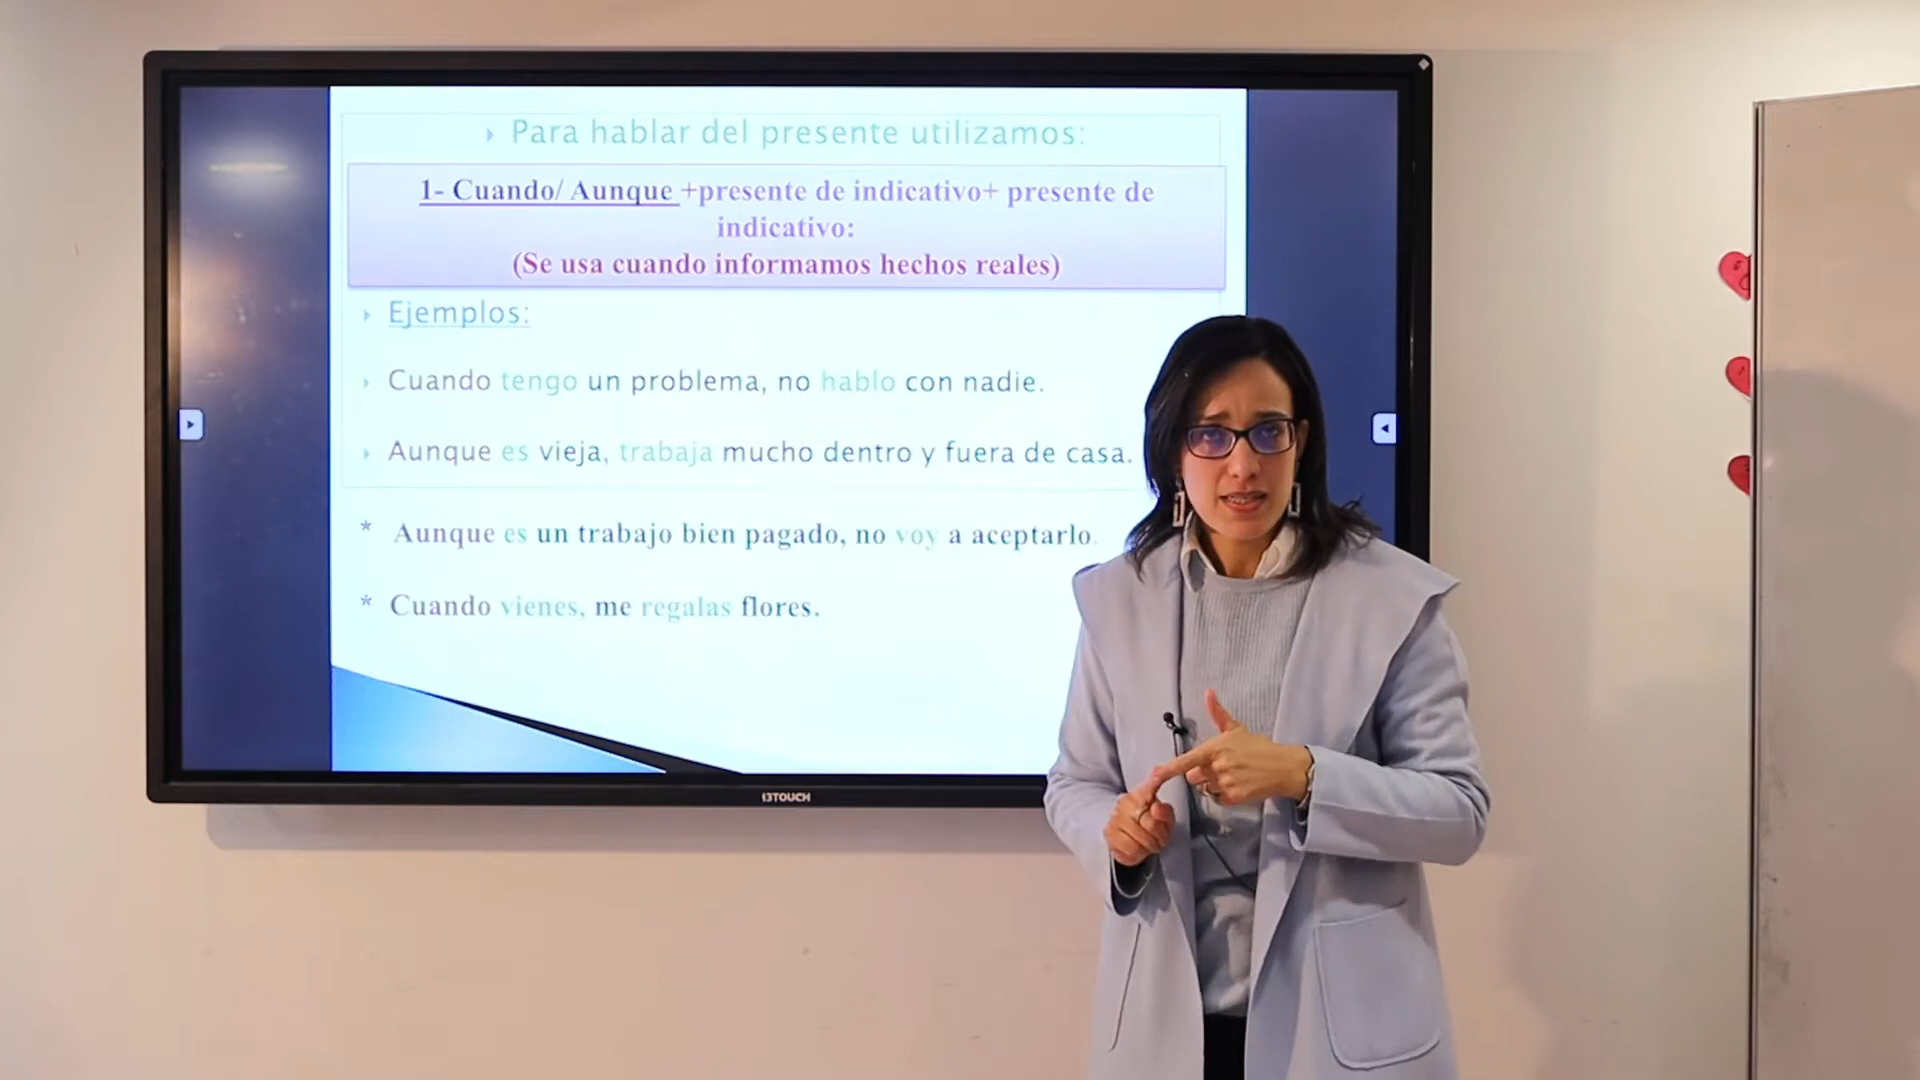 Para hablar del presente utilizamos:
1- Cuando/ Aunque +presente de indicativo+ presente de
indicativo:
(Se usa cuando informamos hechos reales)
Ejemplos:
Cuando tengo un problema, no hablo con nadie.
Aunque es vieja, trabaja mucho dentro y fuera de casa.
* Aunque es un trabajo bien pagado, no voy a aceptarlo.
* Cuando vienes, me regalas flores.
i3TOUCH